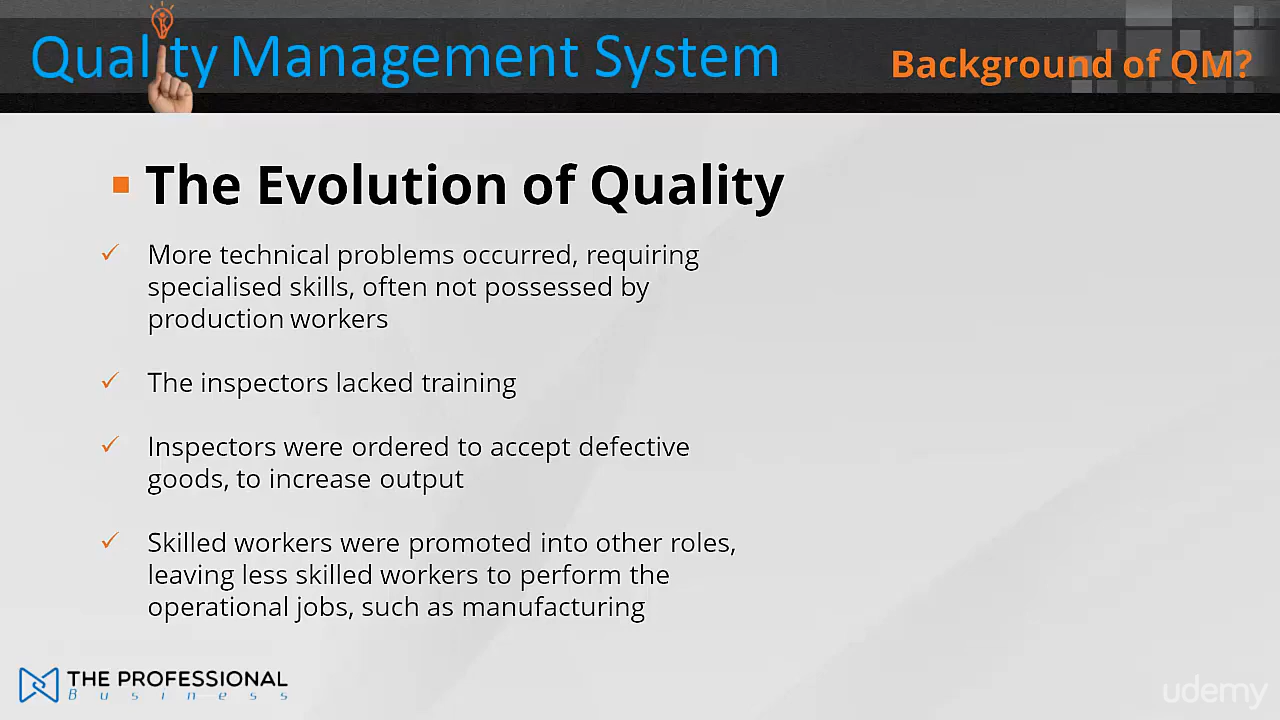 Quality Management System
Background of QM?
The Evolution of Quality
More technical problems occurred, requiring
specialised skills, often not possessed by
production workers
The inspectors lacked training
Inspectors were ordered to accept defective
goods, to increase output
Skilled workers were promoted into other roles,
leaving less skilled workers to perform the
operational jobs, such as manufacturing
THE PROFESSIONAL
Business
udemy